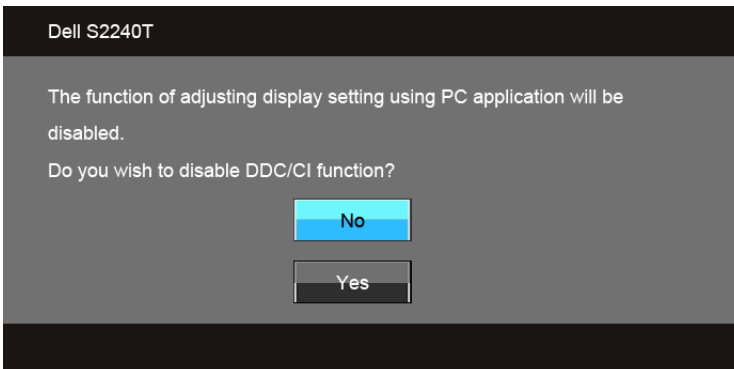 Dell S2240T
The function of adjusting display setting using PC application will be
disabled.
Do you wish to disable DDC/CI function?
No
Yes